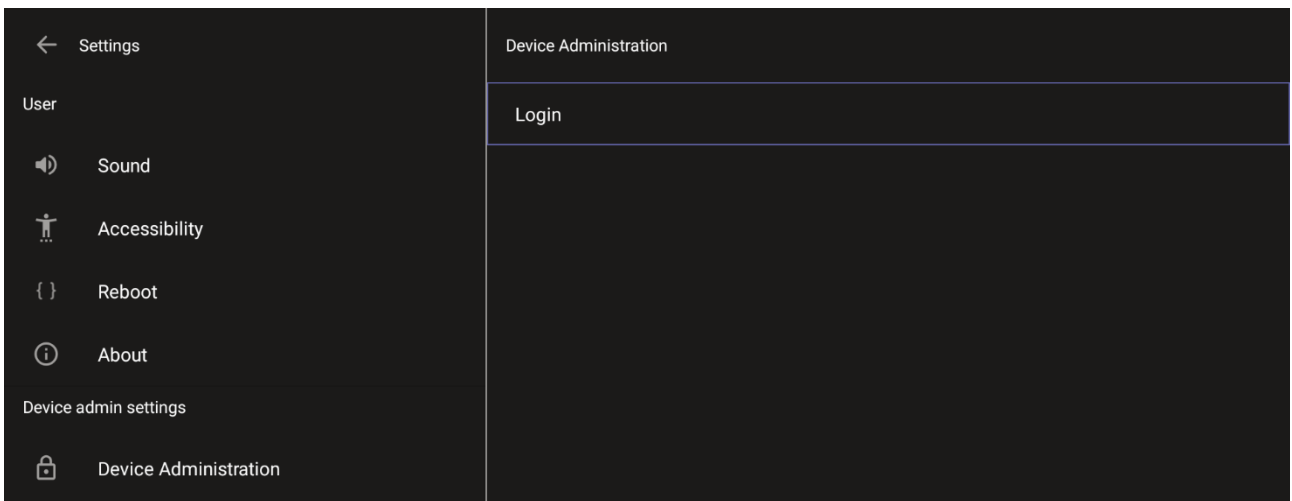 Settings
User
Sound
Accessibility
Reboot
About
Device admin settings
Device Administration
Device Administration
Login